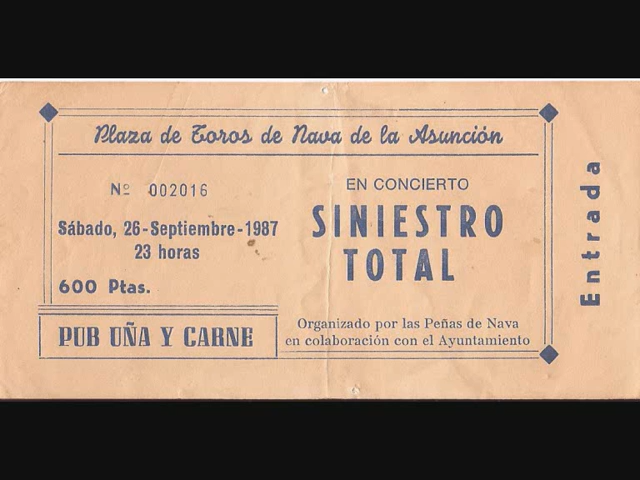 Plaza de Toros de Nava de la Asunción
Nº 002016
Sábado, 26-Septiembre-1987
23 horas
600 Ptas.
PUB UÑA Y CARNE
EN CONCIERTO
SINIESTRO
TOTAL
Organizado por las Peñas de Nava
en colaboración con el Ayuntamiento
Entrada